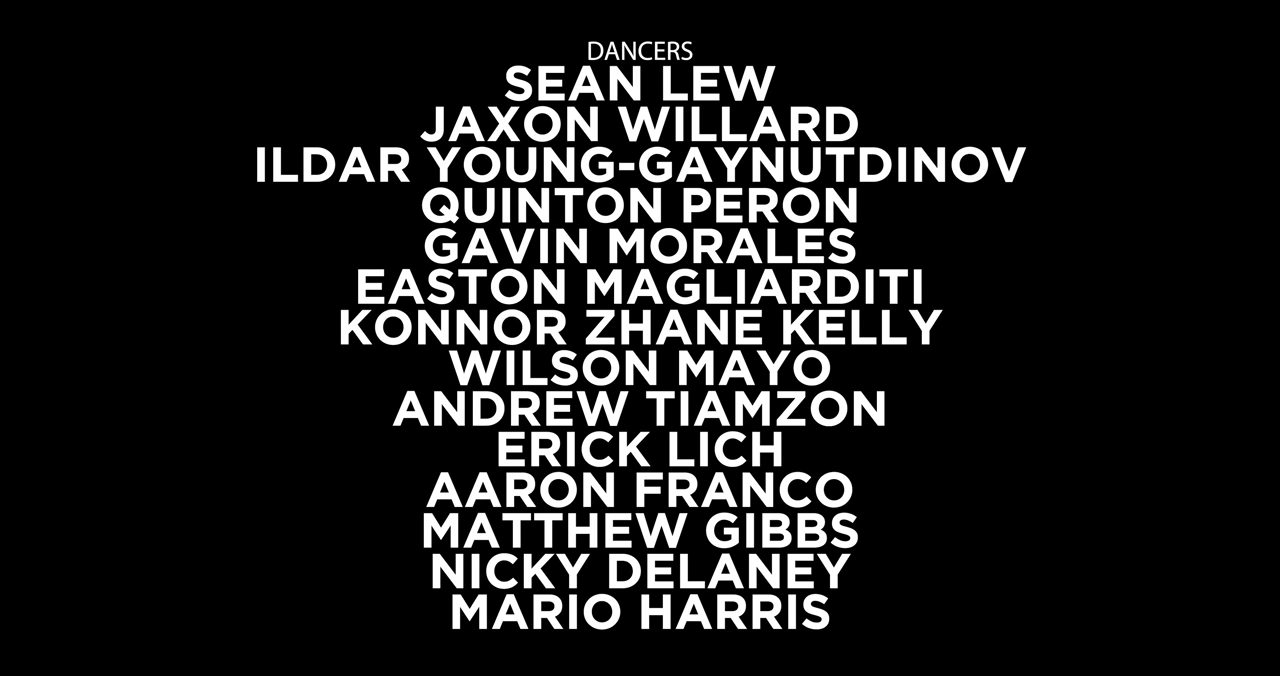 DANCERS
SEAN LEW
JAXON WILLARD
ILDAR YOUNG-GAYNUTDINOV
QUINTON PERON
GAVIN MORALES
EASTON MAGLIARDITI
KONNOR ZHANE KELLY
WILSON MAYO
ANDREW TIAMZON
ERICK LICH
AARON FRANCO
MATTHEW GIBBS
NICKY DELANEY
MARIO HARRIS